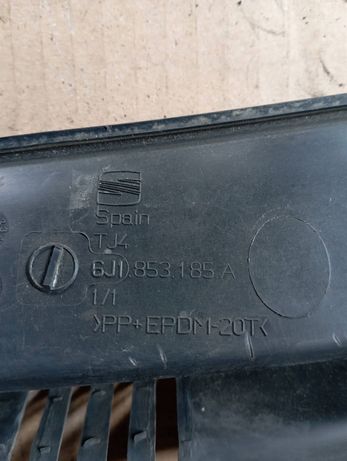 Spain
TJ4
6J1.853.185.A
1/1
>PP+EPDM-20T<